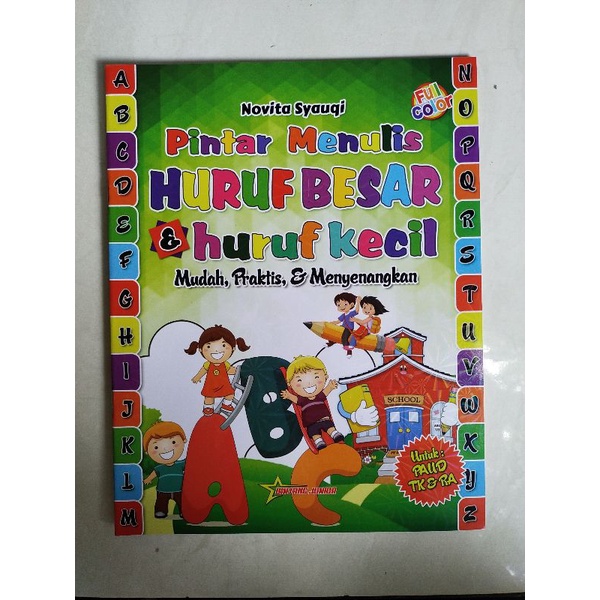 Novita Syauqi
Full
COLOR
Pintar Menulis
HURUF BESAR
& huruf kecil
Mudah, Praktis, & Menyenangkan
A
B
C
D
E
F
G
H
I
J
K
L
M
N
O
P
Q
R
S
T
U
V
W
X
Y
Z
SCHOOL
A
B
C
Untuk :
PAUD
TK & RA